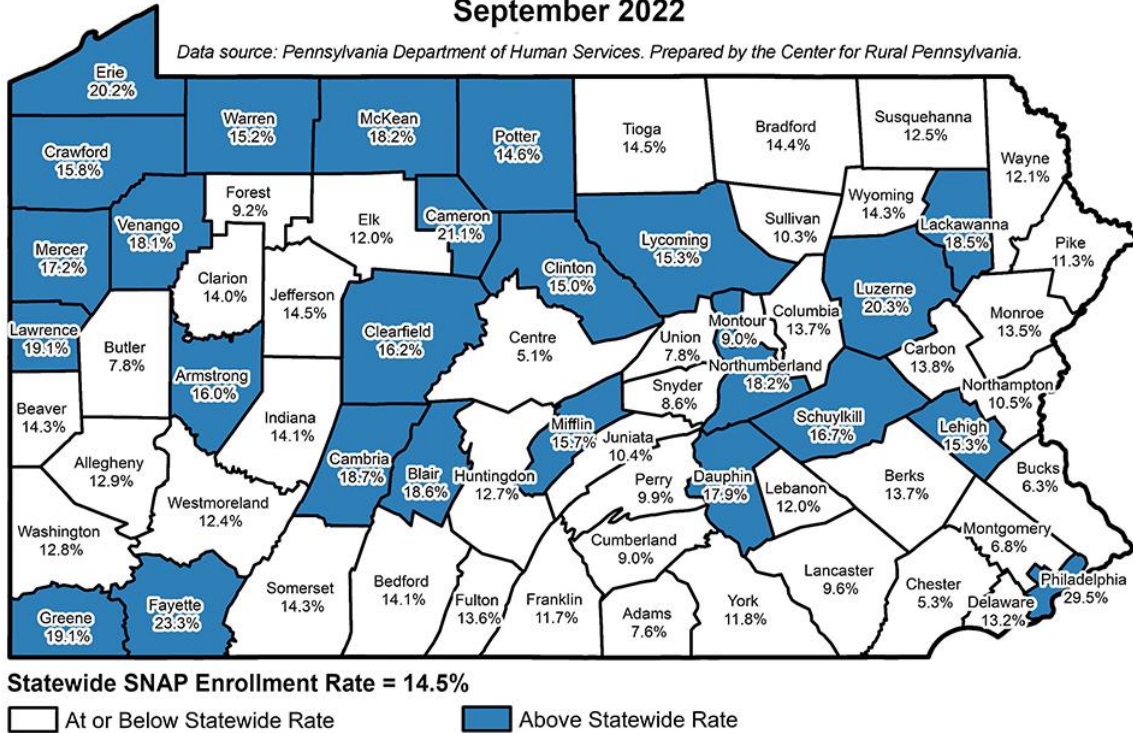 September 2022
Data source: Pennsylvania Department of Human Services. Prepared by the Center for Rural Pennsylvania.
Erie
20.2%
Warren
15.2%
McKean
18.2%
Potter
14.6%
Tioga
14.5%
Bradford
14.4%
Susquehanna
12.5%
Wayne
12.1%
Crawford
15.8%
Forest
9.2%
Elk
12.0%
Cameron
21.1%
Wyoming
14.3%
Lackawanna
18.5%
Sullivan
10.3%
Venango
18.1%
Mercer
17.2%
Lycoming
15.3%
Pike
11.3%
Clarion
14.0%
Clinton
15.0%
Jefferson
14.5%
Luzerne
20.3%
Columbia
13.7%
Monroe
13.5%
Montour
9.0%
Lawrence
19.1%
Butler
7.8%
Clearfield
16.2%
Centre
5.1%
Union
7.8%
Carbon
13.8%
Northumberland
18.2%
Armstrong
16.0%
Snyder
8.6%
Northampton
10.5%
Beaver
14.3%
Indiana
14.1%
Schuylkill
16.7%
Lehigh
15.3%
Mifflin
15.7%
Juniata
10.4%
Allegheny
12.9%
Cambria
18.7%
Blair
18.6%
Huntingdon
12.7%
Perry
9.9%
Dauphin
17.9%
Lebanon
12.0%
Berks
13.7%
Bucks
6.3%
Westmoreland
12.4%
Washington
12.8%
Montgomery
6.8%
Cumberland
9.0%
Lancaster
9.6%
Chester
5.3%
Philadelphia
29.5%
Delaware
13.2%
Somerset
14.3%
Bedford
14.1%
Fulton
13.6%
Franklin
11.7%
Adams
7.6%
York
11.8%
Fayette
23.3%
Greene
19.1%
Statewide SNAP Enrollment Rate = 14.5%
At or Below Statewide Rate
Above Statewide Rate